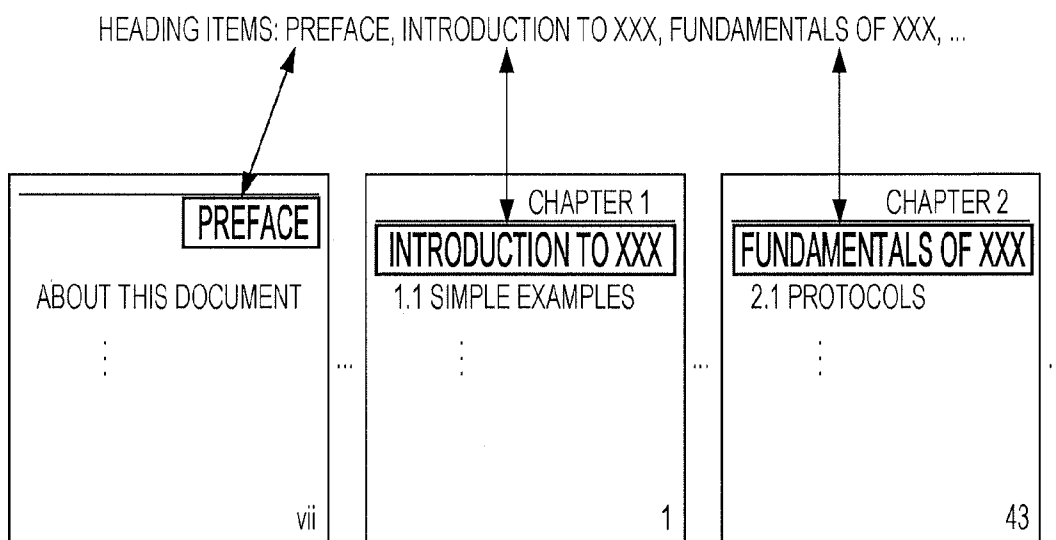 HEADING ITEMS: PREFACE, INTRODUCTION TO XXX, FUNDAMENTALS OF XXX, ...
PREFACE
ABOUT THIS DOCUMENT
⋮
vii
...
CHAPTER 1
INTRODUCTION TO XXX
1.1 SIMPLE EXAMPLES
⋮
1
...
CHAPTER 2
FUNDAMENTALS OF XXX
2.1 PROTOCOLS
⋮
43
.